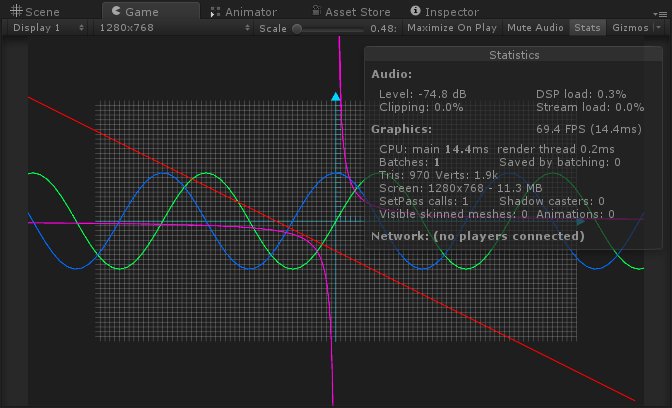 Scene Game Animator Asset Store Inspector
Display 1 1280x768 Scale 0.48: Maximize On Play Mute Audio Stats Gizmos
Statistics
Audio:
Level: -74.8 dB DSP load: 0.3%
Clipping: 0.0% Stream load: 0.0%
Graphics: 69.4 FPS (14.4ms)
CPU: main 14.4ms render thread 0.2ms
Batches: 1 Saved by batching: 0
Tris: 970 Verts: 1.9k
Screen: 1280x768 - 11.3 MB
SetPass calls: 1 Shadow casters: 0
Visible skinned meshes: 0 Animations: 0
Network: (no players connected)